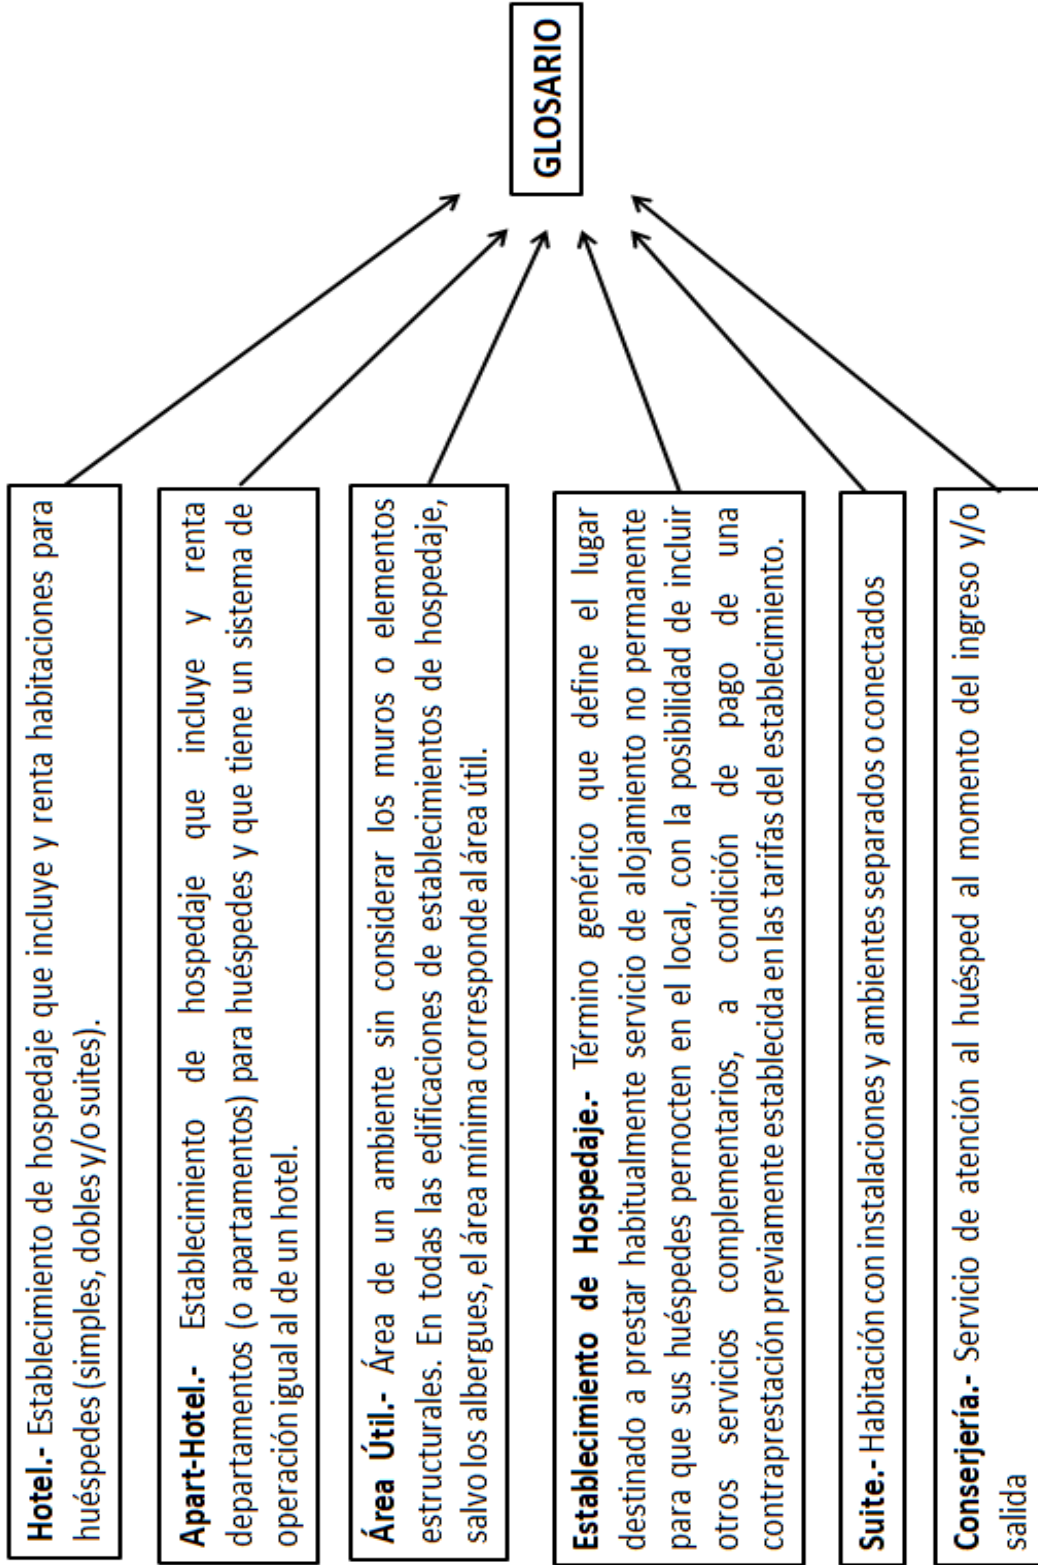 Hotel.- Establecimiento de hospedaje que incluye y renta habitaciones para
huéspedes (simples, dobles y/o suites).
Apart-Hotel.- Establecimiento de hospedaje que incluye y renta
departamentos (o apartamentos) para huéspedes y que tiene un sistema de
operación igual al de un hotel.
Área Útil.- Área de un ambiente sin considerar los muros o elementos
estructurales. En todas las edificaciones de establecimientos de hospedaje,
salvo los albergues, el área mínima corresponde al área útil.
Establecimiento de Hospedaje.- Término genérico que define el lugar
destinado a prestar habitualmente servicio de alojamiento no permanente
para que sus huéspedes pernocten en el local, con la posibilidad de incluir
otros servicios complementarios, a condición de pago de una
contraprestación previamente establecida en las tarifas del establecimiento.
Suite.- Habitación con instalaciones y ambientes separados o conectados
Conserjería.- Servicio de atención al huésped al momento del ingreso y/o
salida
GLOSARIO